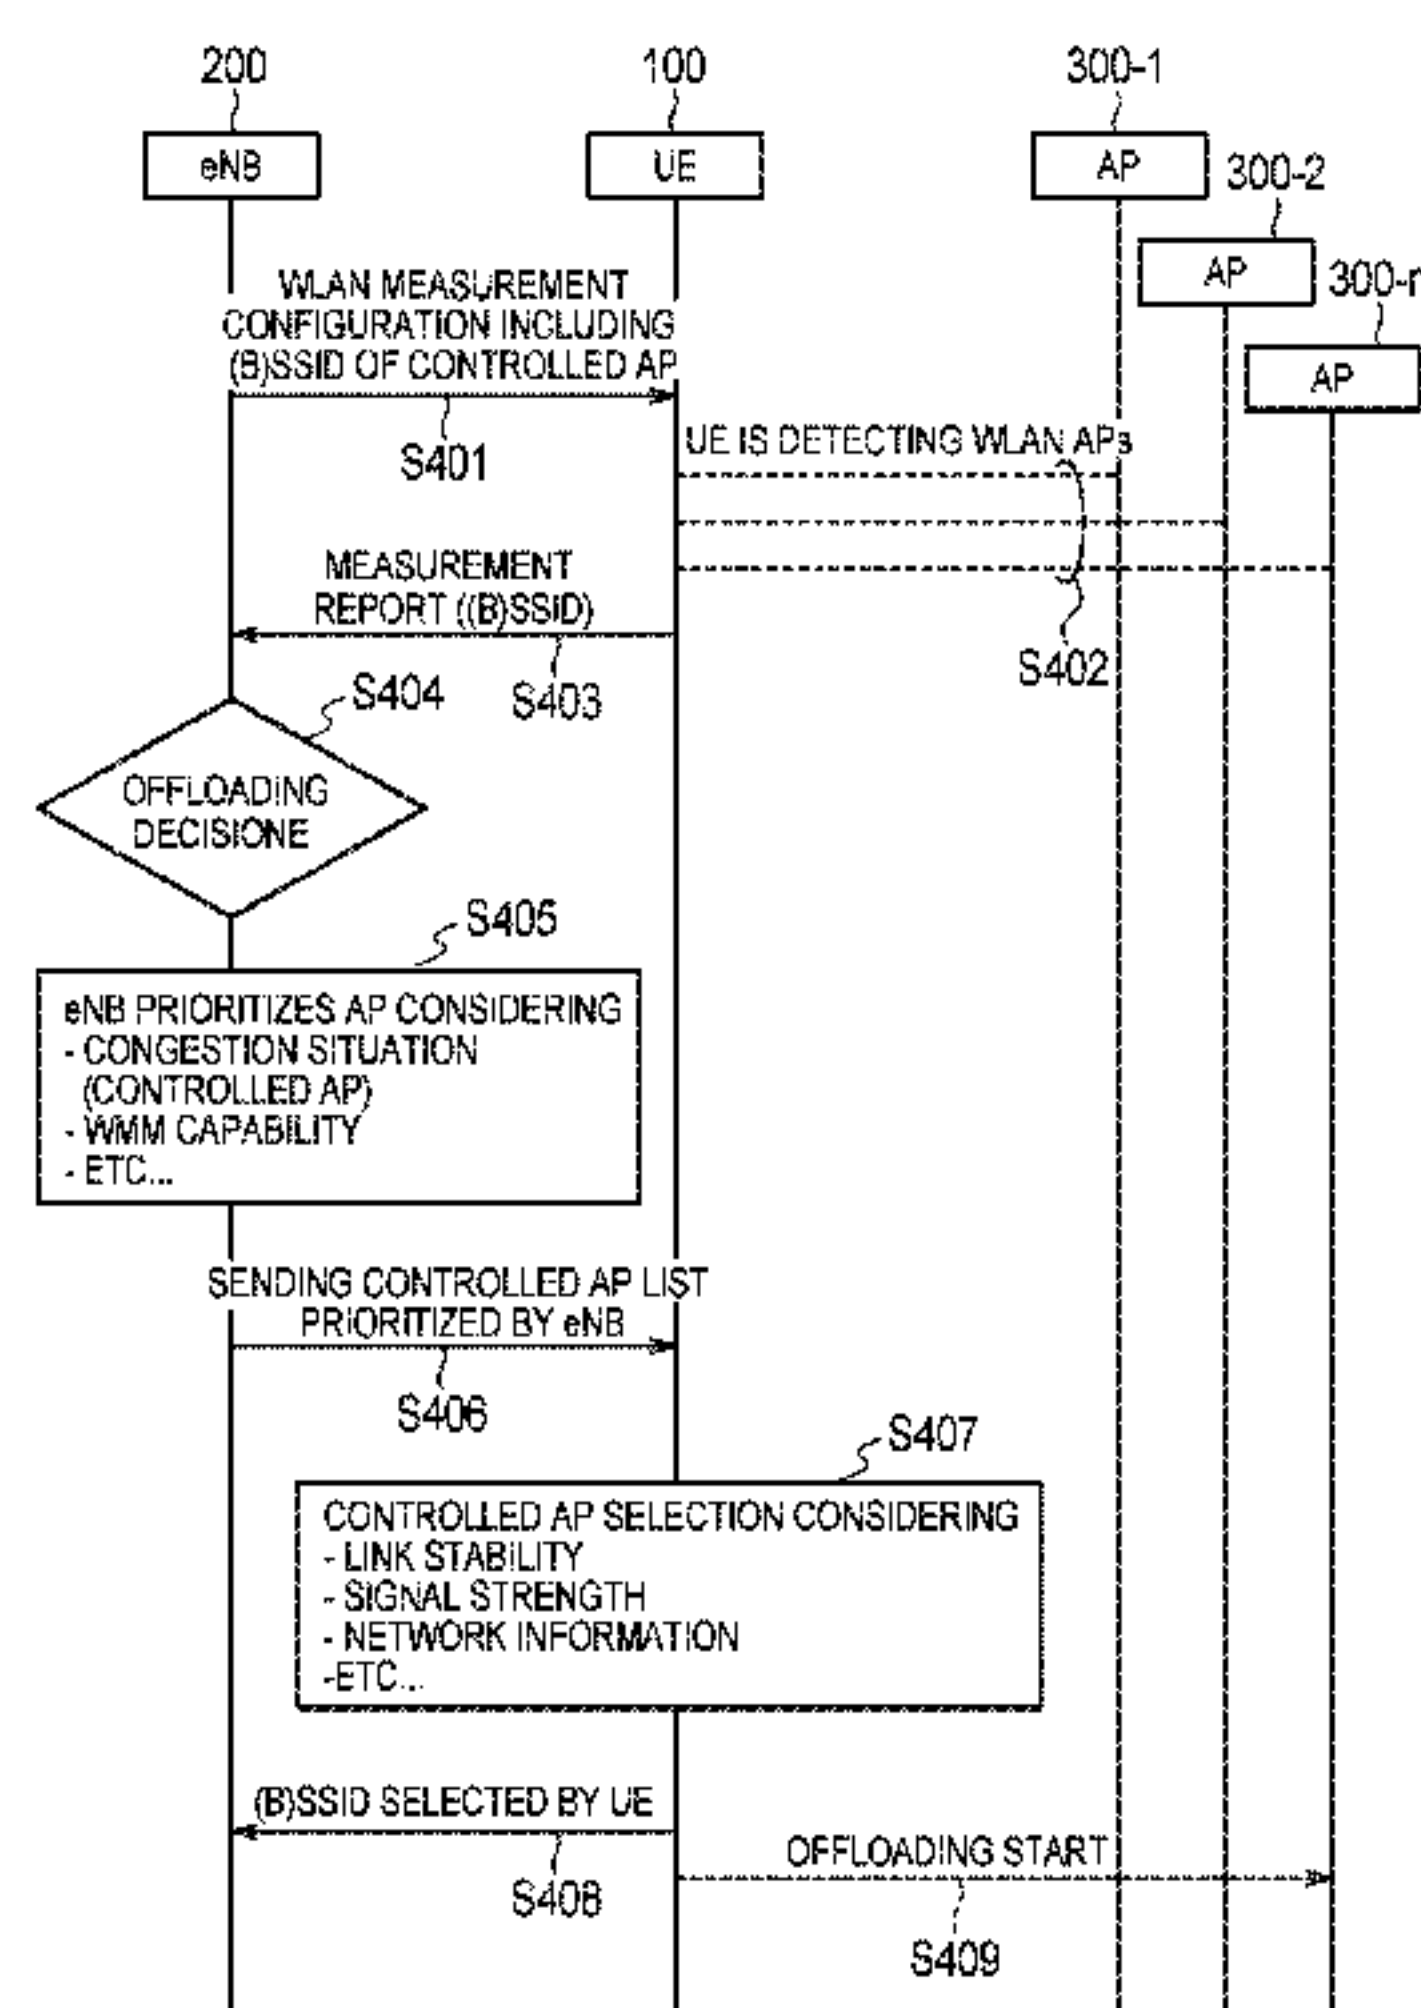 200
100
300-1
eNB
UE
AP
300-2
AP
300-n
AP
WLAN MEASUREMENT
CONFIGURATION INCLUDING
(B)SSID OF CONTROLLED AP
S401
UE IS DETECTING WLAN APs
S402
MEASUREMENT
REPORT ((B)SSID)
S403
S404
OFFLOADING
DECISIONE
S405
eNB PRIORITIZES AP CONSIDERING
- CONGESTION SITUATION
(CONTROLLED AP)
- WMM CAPABILITY
- ETC...
SENDING CONTROLLED AP LIST
PRIORITIZED BY eNB
S406
S407
CONTROLLED AP SELECTION CONSIDERING
- LINK STABILITY
- SIGNAL STRENGTH
- NETWORK INFORMATION
-ETC...
(B)SSID SELECTED BY UE
S408
OFFLOADING START
S409